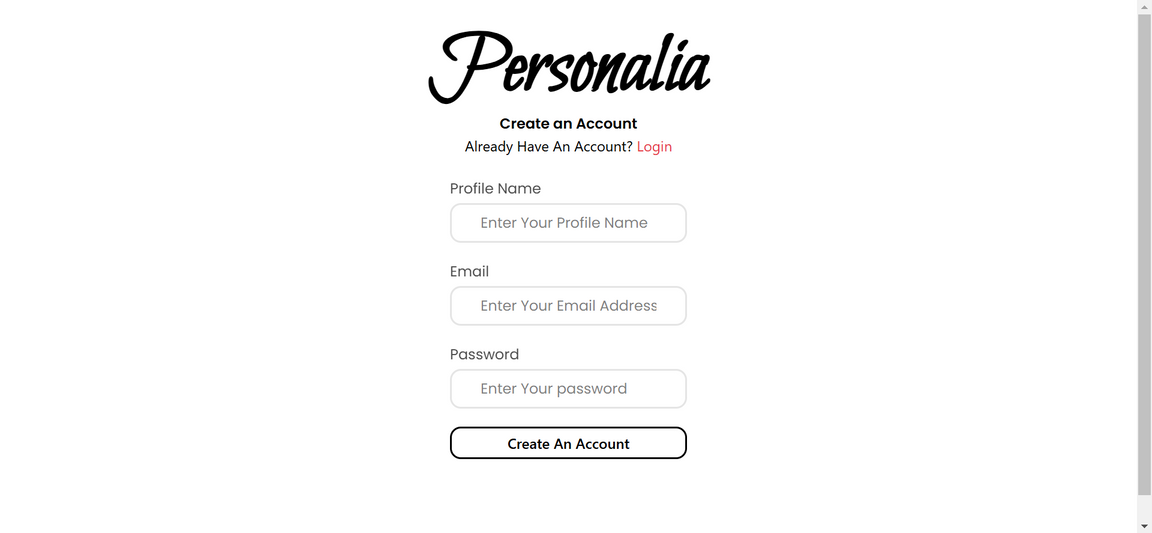 Personalia
Create an Account
Already Have An Account? Login
Profile Name
Enter Your Profile Name
Email
Enter Your Email Address
Password
Enter Your password
Create An Account